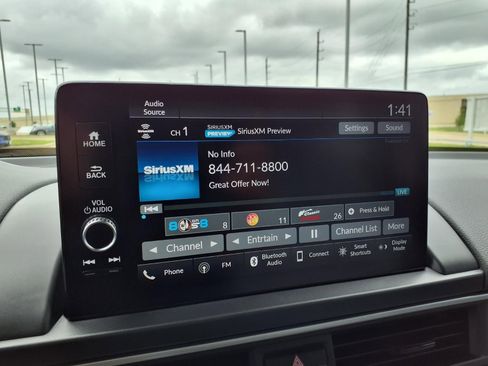 Audio
Source
1:41
SIRIUSXM
CH 1
SIRIUSXM
PREVIEW
SiriusXM Preview
Settings
Sound
HOME
BACK
VOL
AUDIO
SiriusXM
No Info
844-711-8800
Great Offer Now!
LIVE
8
11
Classic
26
Press & Hold
Channel
Entrtain
Channel List
More
Phone
FM
Bluetooth
Audio
Connect
Smart
Shortcuts
Display
Mode